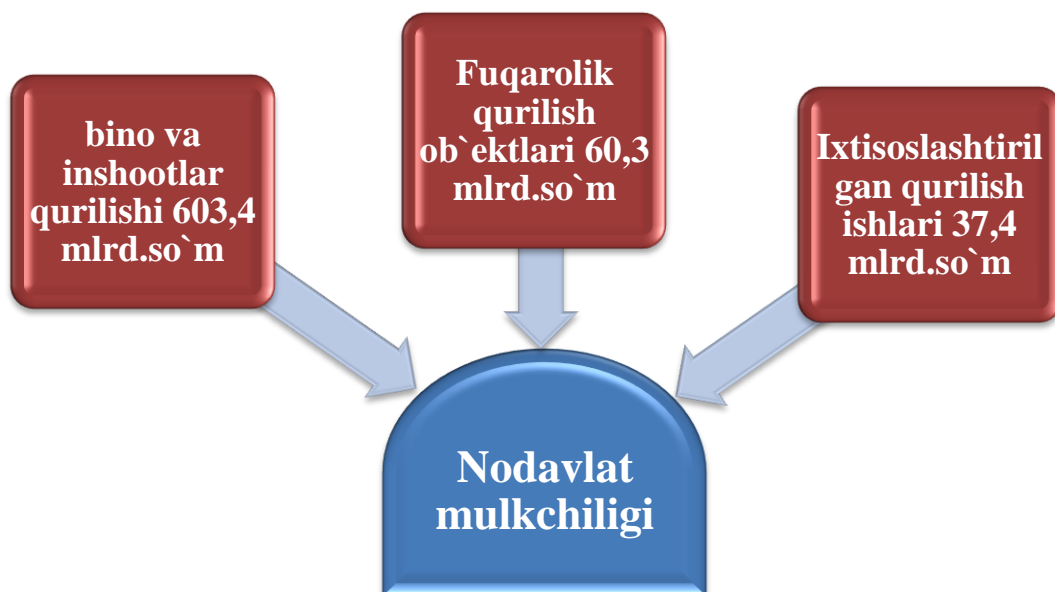 bino va
inshootlar
qurilishi 603,4
mlrd.so`m
Fuqarolik
qurilish
ob`ektlari 60,3
mlrd.so`m
Ixtisoslashtiril
gan qurilish
ishlari 37,4
mlrd.so`m
Nodavlat
mulkchiligi